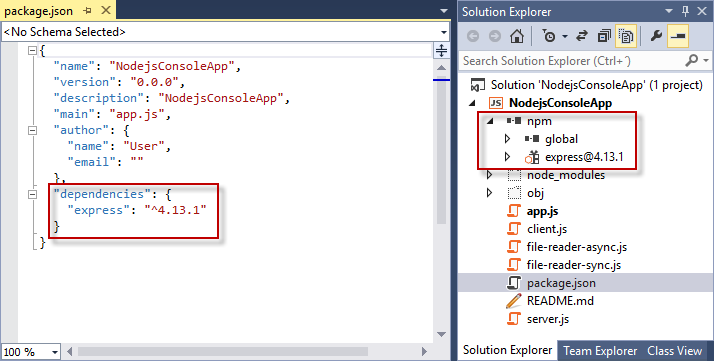 package.json
<No Schema Selected>
{
"name": "NodejsConsoleApp",
"version": "0.0.0",
"description": "NodejsConsoleApp",
"main": "app.js",
"author": {
"name": "User",
"email": ""
},
"dependencies": {
"express": "^4.13.1"
}
}
100 %
Solution Explorer
Search Solution Explorer (Ctrl+´)
Solution 'NodejsConsoleApp' (1 project)
JS NodejsConsoleApp
npm
global
express@4.13.1
node_modules
obj
app.js
client.js
file-reader-async.js
file-reader-sync.js
package.json
README.md
server.js
Solution Explorer Team Explorer Class View